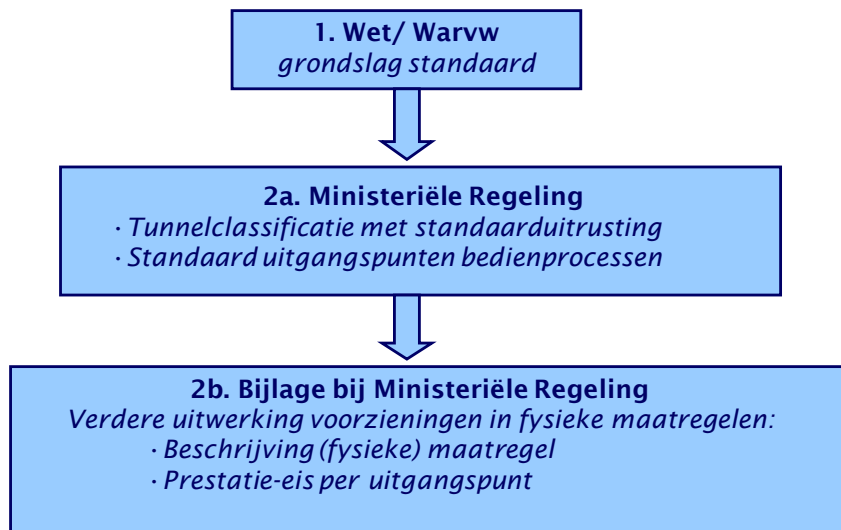 1. Wet/ Warvw
grondslag standaard
2a. Ministeriële Regeling
· Tunnelclassificatie met standaarduitrusting
· Standaard uitgangspunten bedienprocessen
2b. Bijlage bij Ministeriële Regeling
Verdere uitwerking voorzieningen in fysieke maatregelen:
· Beschrijving (fysieke) maatregel
· Prestatie-eis per uitgangspunt